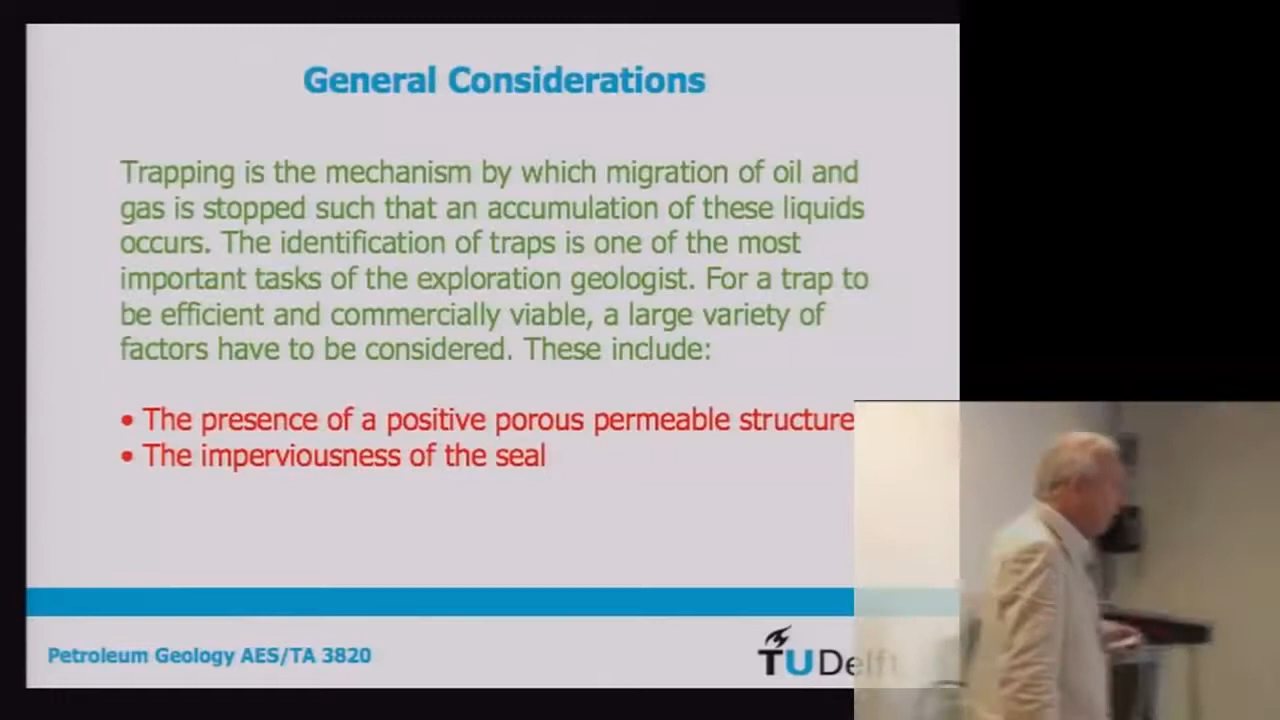 General Considerations
Trapping is the mechanism by which migration of oil and
gas is stopped such that an accumulation of these liquids
occurs. The identification of traps is one of the most
important tasks of the exploration geologist. For a trap to
be efficient and commercially viable, a large variety of
factors have to be considered. These include:
• The presence of a positive porous permeable structure
• The imperviousness of the seal
Petroleum Geology AES/TA 3820
TU Delft